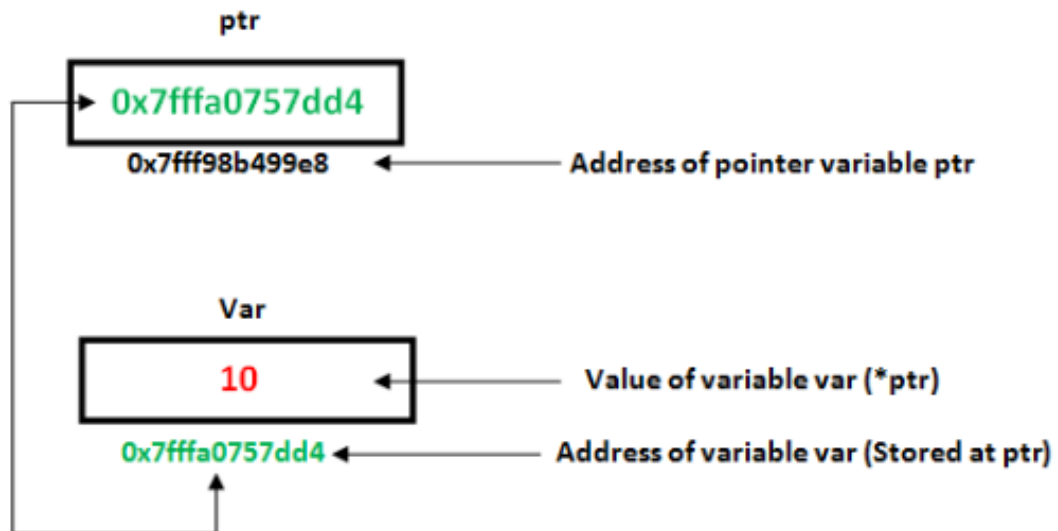 ptr
0x7fffa0757dd4
0x7fff98b499e8
Address of pointer variable ptr
Var
10
Value of variable var (*ptr)
0x7fffa0757dd4
Address of variable var (Stored at ptr)